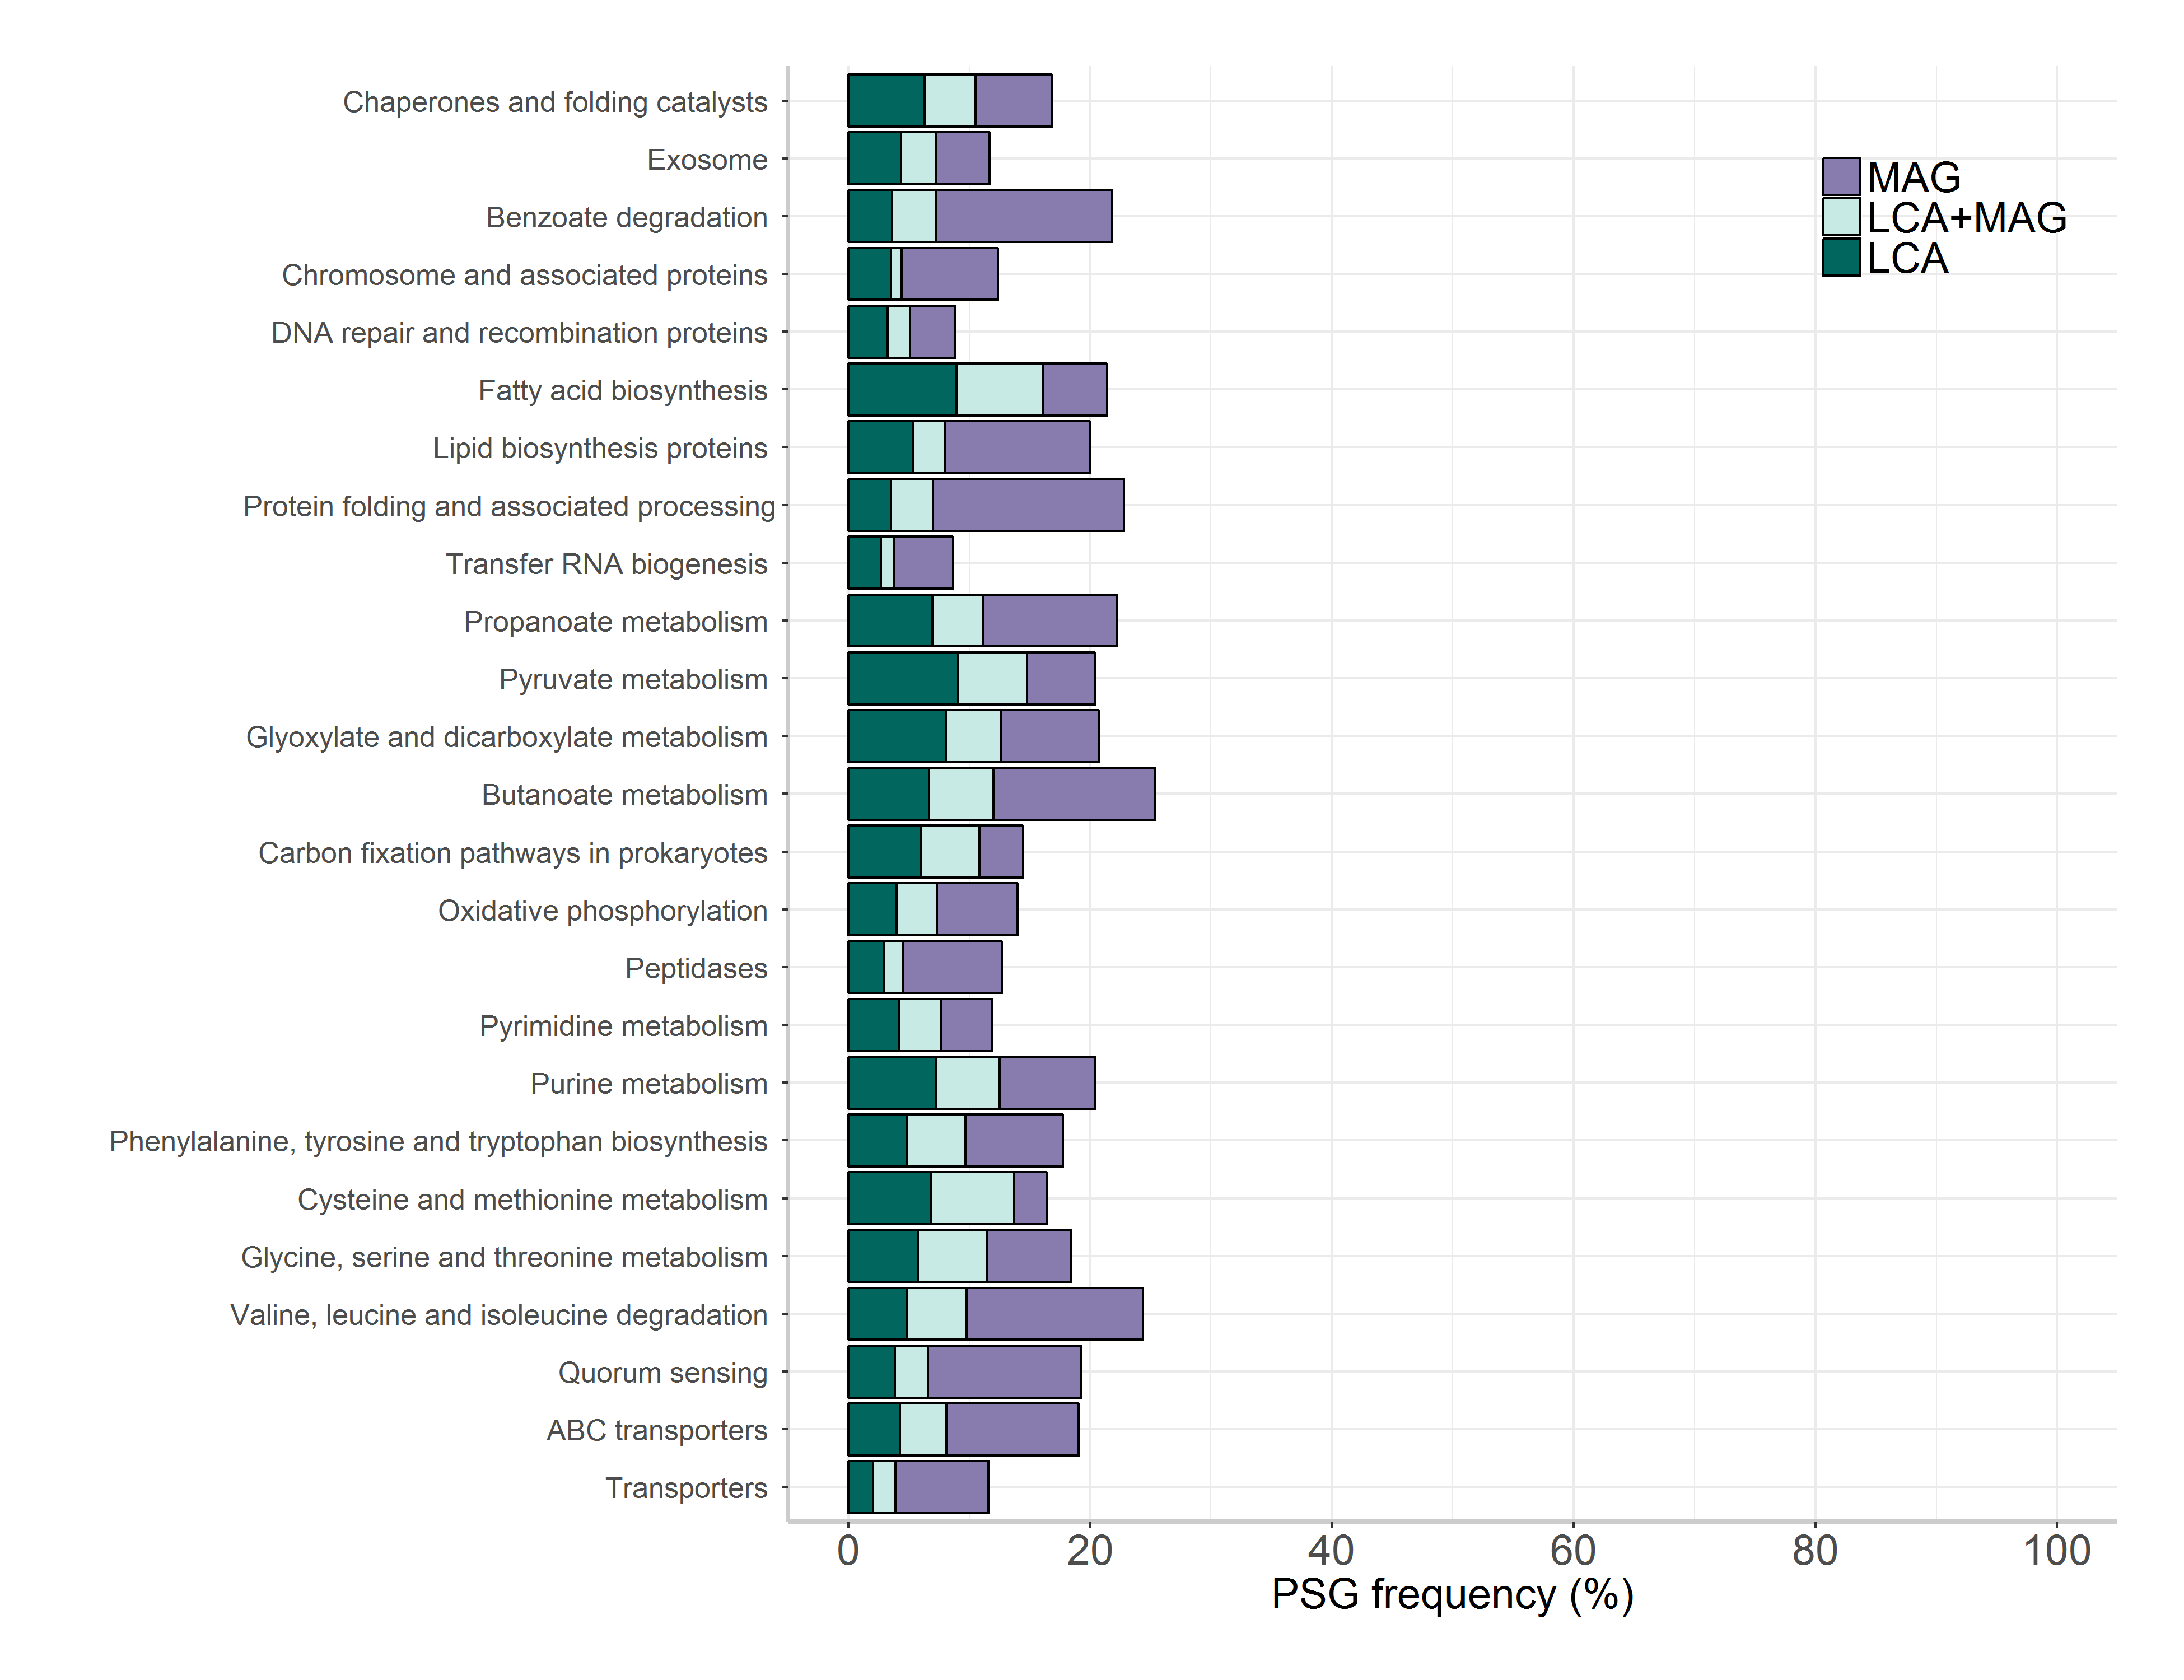 Chaperones and folding catalysts
Exosome
Benzoate degradation
Chromosome and associated proteins
DNA repair and recombination proteins
Fatty acid biosynthesis
Lipid biosynthesis proteins
Protein folding and associated processing
Transfer RNA biogenesis
Propanoate metabolism
Pyruvate metabolism
Glyoxylate and dicarboxylate metabolism
Butanoate metabolism
Carbon fixation pathways in prokaryotes
Oxidative phosphorylation
Peptidases
Pyrimidine metabolism
Purine metabolism
Phenylalanine, tyrosine and tryptophan biosynthesis
Cysteine and methionine metabolism
Glycine, serine and threonine metabolism
Valine, leucine and isoleucine degradation
Quorum sensing
ABC transporters
Transporters
MAG
LCA+MAG
LCA
0 20 40 60 80 100
PSG frequency (%)